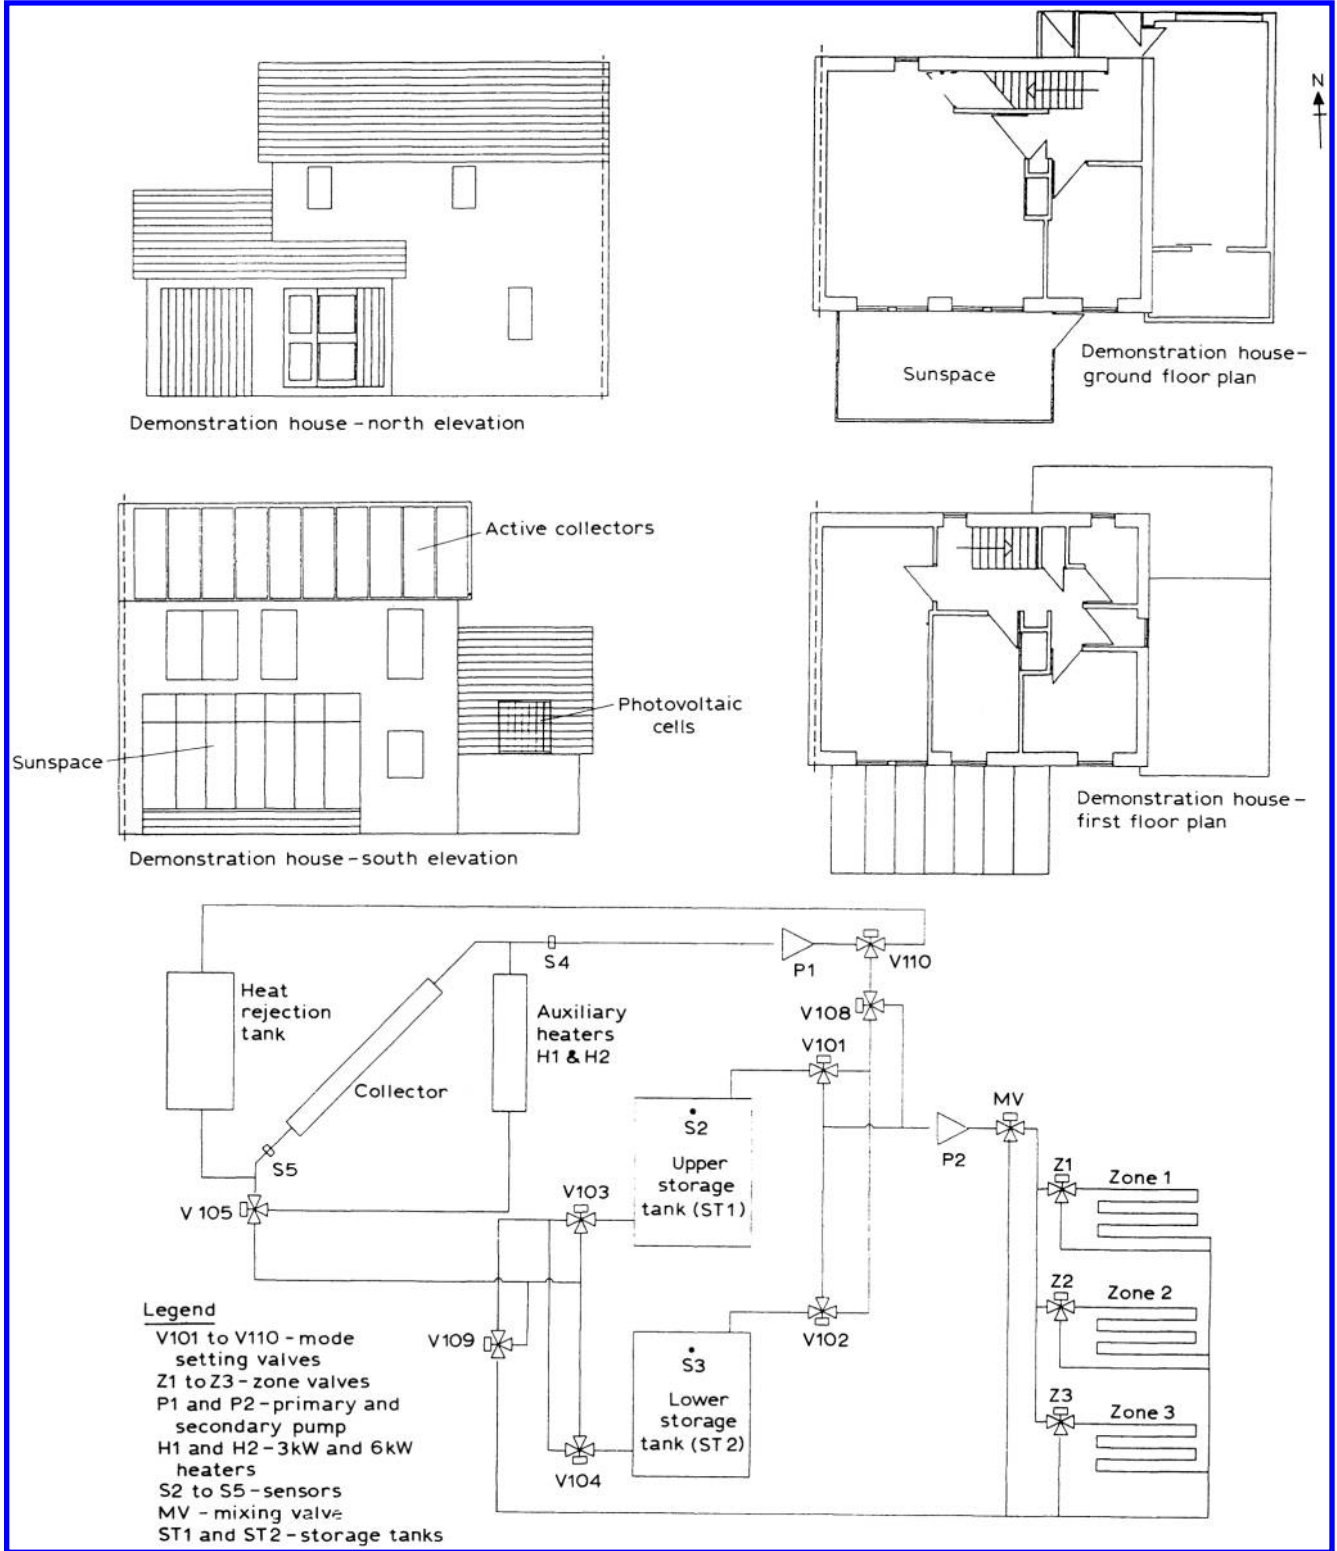 N
Demonstration house – north elevation
Sunspace
Demonstration house –
ground floor plan
Active collectors
Photovoltaic
cells
Sunspace
Demonstration house – south elevation
Demonstration house –
first floor plan
Heat
rejection
tank
Collector
S5
V 105
S4
Auxiliary
heaters
H1 & H2
P1
V110
V108
V101
S2
Upper
storage
tank (ST1)
V103
P2
MV
Z1
Zone 1
Z2
Zone 2
Z3
Zone 3
V102
V109
S3
Lower
storage
tank (ST 2)
V104
Legend
V101 to V110 – mode
setting valves
Z1 to Z3 – zone valves
P1 and P2 – primary and
secondary pump
H1 and H2 – 3kW and 6kW
heaters
S2 to S5 – sensors
MV – mixing valve
ST1 and ST2 – storage tanks